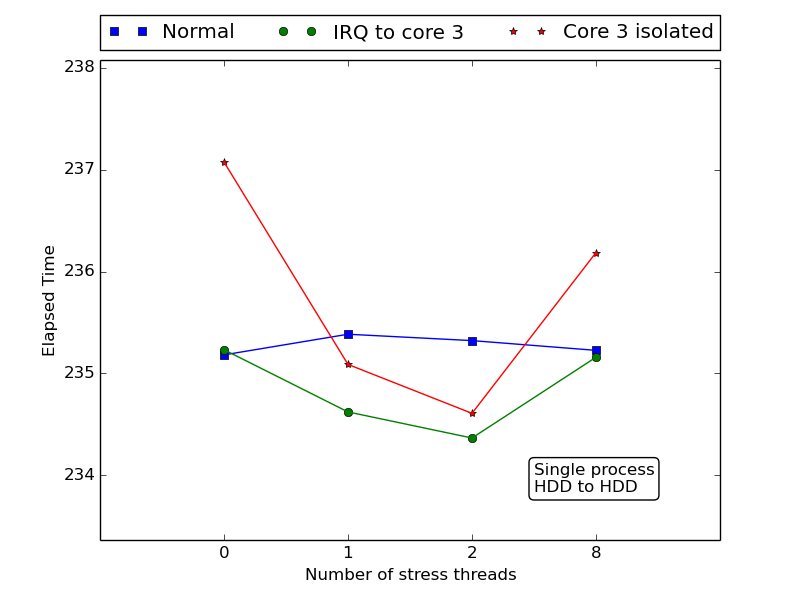 Normal IRQ to core 3 Core 3 isolated
238
237
236
235
234
Elapsed Time
Single process
HDD to HDD
0 1 2 8
Number of stress threads